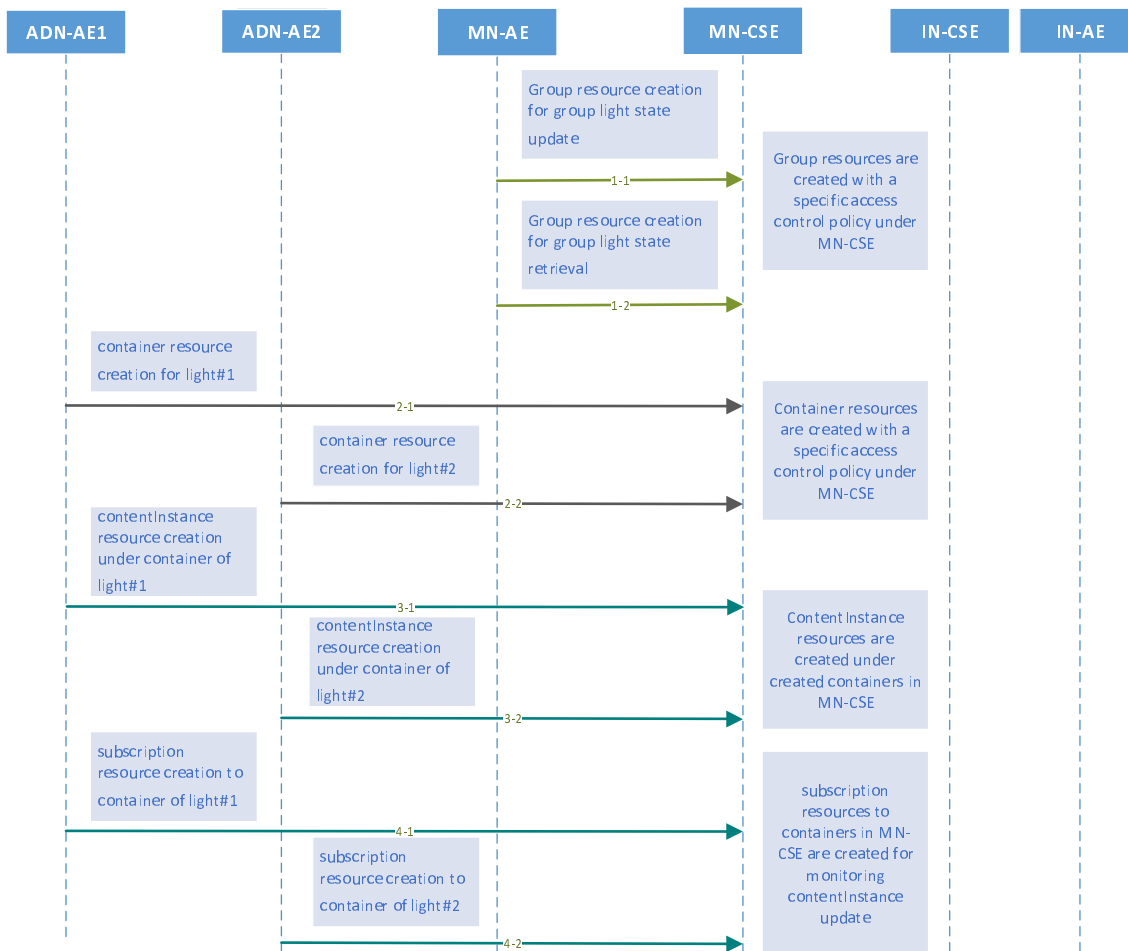 ADN-AE1
ADN-AE2
MN-AE
MN-CSE
IN-CSE
IN-AE
Group resource creation
for group light state
update
1-1
Group resources are
created with a
specific access
control policy under
MN-CSE
Group resource creation
for group light state
retrieval
1-2
container resource
creation for light#1
2-1
Container resources
are created with a
specific access
control policy under
MN-CSE
container resource
creation for light#2
2-2
contentInstance
resource creation
under container of
light#1
3-1
ContentInstance
resources are
created under
created containers in
MN-CSE
contentInstance
resource creation
under container of
light#2
3-2
subscription
resource creation to
container of light#1
4-1
subscription
resources to
containers in MN-
CSE are created for
monitoring
contentInstance
update
subscription
resource creation to
container of light#2
4-2